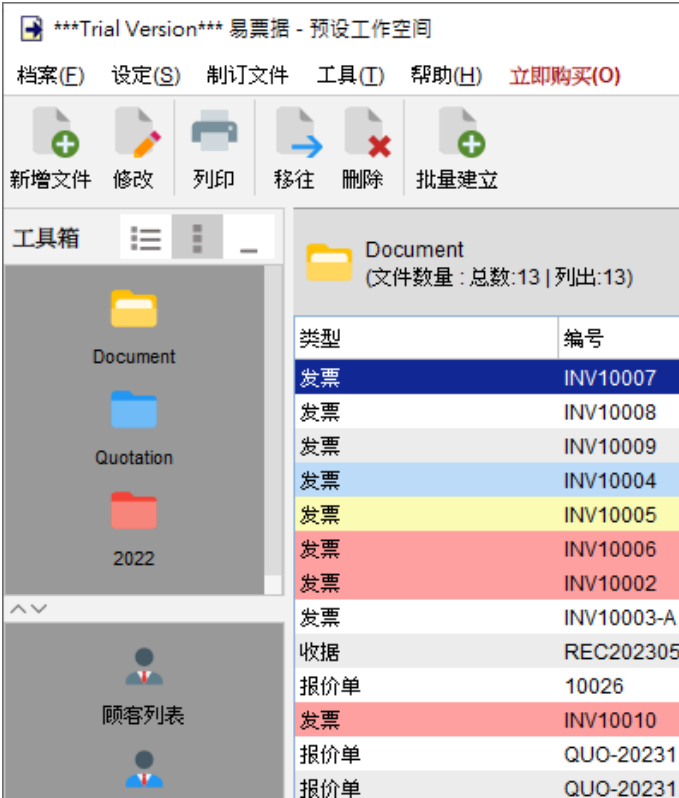 ***Trial Version*** 易票据 - 预设工作空间
档案(F) 设定(S) 制订文件 工具(T) 帮助(H) 立即购买(O)
新增文件 修改 列印 移往 删除 批量建立
工具箱
Document
(文件数量 : 总数:13 | 列出:13)
Document
Quotation
2022
顾客列表
类型 编号
发票 INV10007
发票 INV10008
发票 INV10009
发票 INV10004
发票 INV10005
发票 INV10006
发票 INV10002
发票 INV10003-A
收据 REC202305
报价单 10026
发票 INV10010
报价单 QUO-20231
报价单 QUO-20231